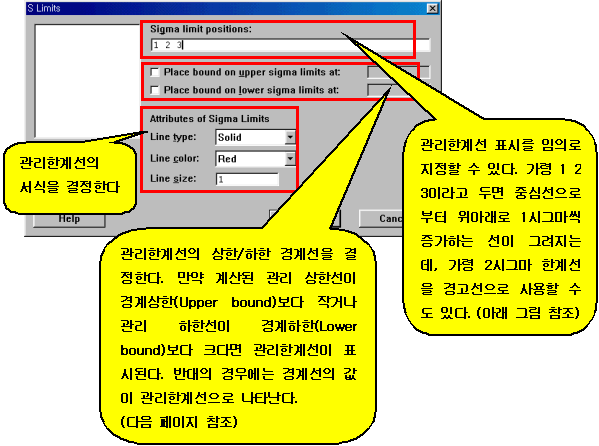 S Limits
Sigma limit positions:
1 2 3
Place bound on upper sigma limits at:
Place bound on lower sigma limits at:
Attributes of Sigma Limits
Line type: Solid
Line color: Red
Line size: 1
Help
Canc
관리한계선의
서식을 결정한다
관리한계선 표시를 임의로
지정할 수 있다. 가령 1 2
3이라고 두면 중심선으로
부터 위아래로 1시그마씩
증가하는 선이 그려지는
데, 가령 2시그마 한계선
을 경고선으로 사용할 수
도 있다. (아래 그림 참조)
관리한계선의 상한/하한 경계선을 결
정한다. 만약 계산된 관리 상한선이
경계상한(Upper bound)보다 작거나
관리 하한선이 경계하한(Lower
bound)보다 크다면 관리한계선이 표
시된다. 반대의 경우에는 경계선의 값
이 관리한계선으로 나타난다.
(다음 페이지 참조)